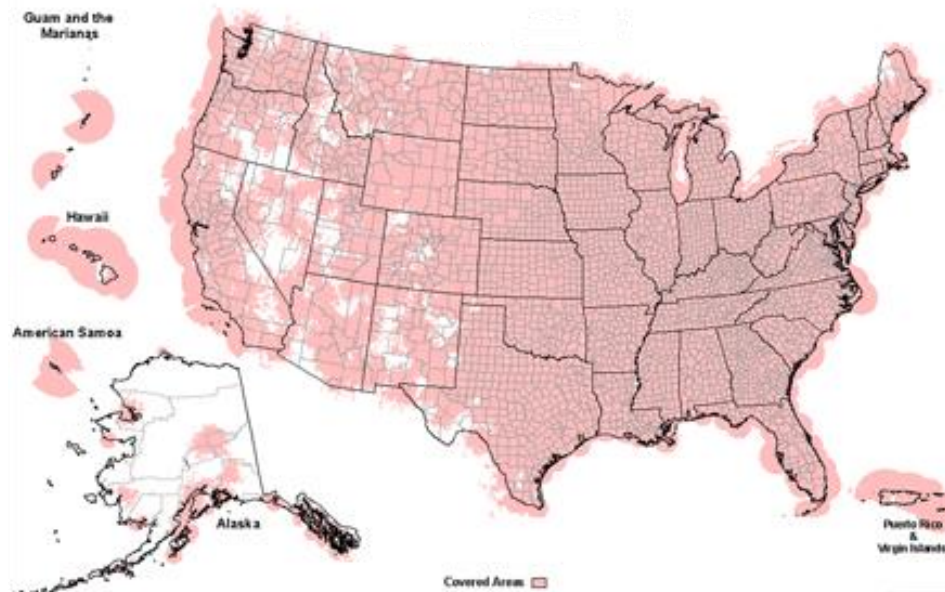 Guam and the
Marianas
Hawaii
American Samoa
Alaska
Puerto Rico
&
Virgin Islands
Covered Areas